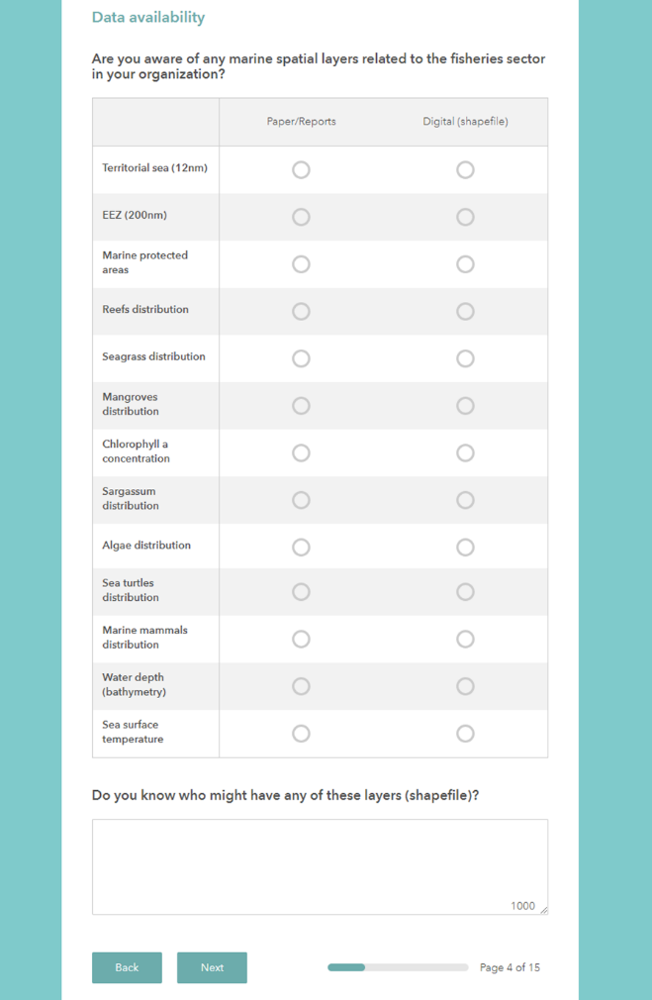 Data availability
Are you aware of any marine spatial layers related to the fisheries sector
in your organization?
Paper/Reports Digital (shapefile)
Territorial sea (12nm)
EEZ (200nm)
Marine protected
areas
Reefs distribution
Seagrass distribution
Mangroves
distribution
Chlorophyll a
concentration
Sargassum
distribution
Algae distribution
Sea turtles
distribution
Marine mammals
distribution
Water depth
(bathymetry)
Sea surface
temperature
Do you know who might have any of these layers (shapefile)?
1000
Back Next Page 4 of 15